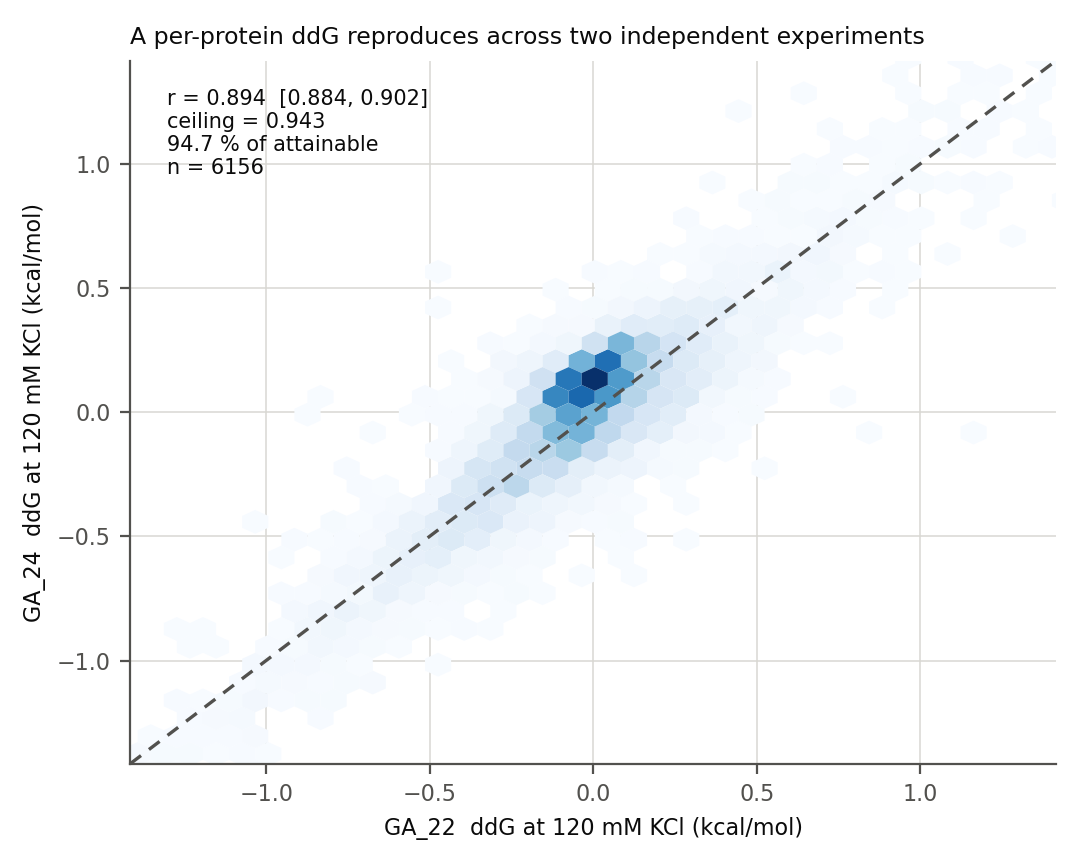 A per-protein ddG reproduces across two independent experiments
r = 0.894  [0.884, 0.902]
ceiling = 0.943
94.7 % of attainable
n = 6156
1.0
0.5
0.0
−0.5
−1.0
GA_24  ddG at 120 mM KCl (kcal/mol)
−1.0
−0.5
0.0
0.5
1.0
GA_22  ddG at 120 mM KCl (kcal/mol)